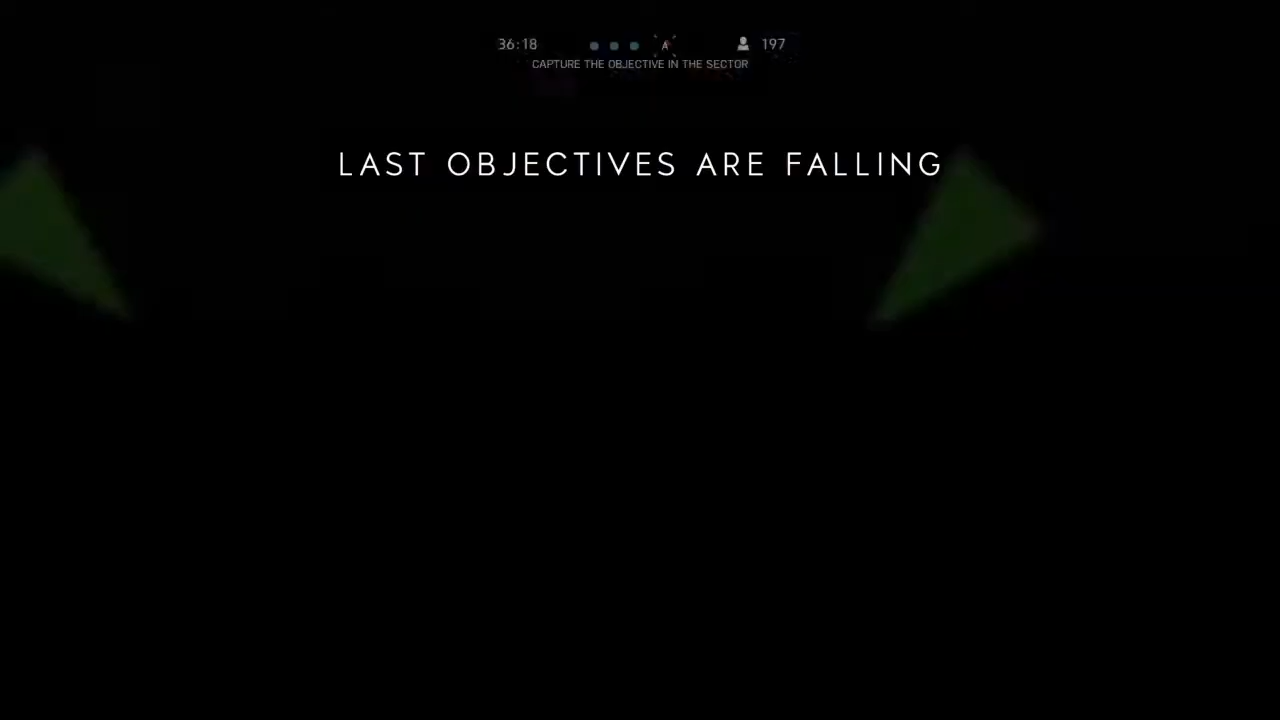 36:18 A 197
CAPTURE THE OBJECTIVE IN THE SECTOR
LAST OBJECTIVES ARE FALLING